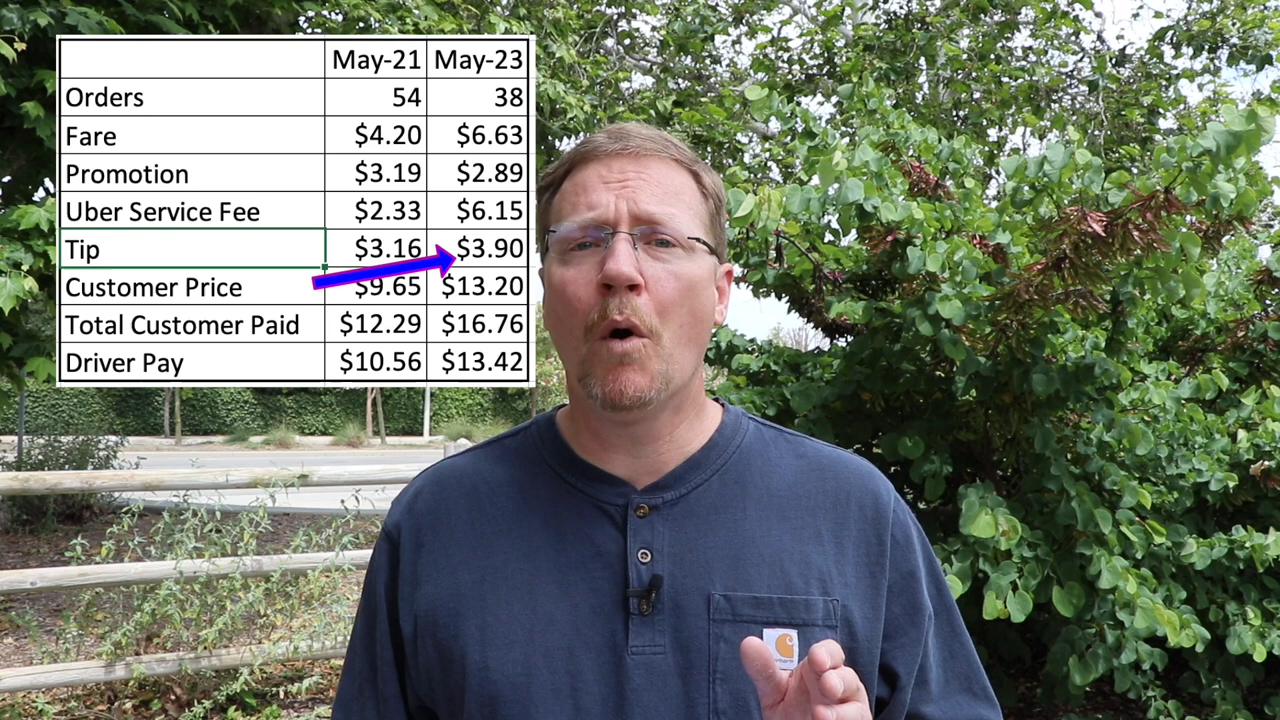 May-21 May-23
Orders 54 38
Fare $4.20 $6.63
Promotion $3.19 $2.89
Uber Service Fee $2.33 $6.15
Tip $3.16 $3.90
Customer Price $9.65 $13.20
Total Customer Paid $12.29 $16.76
Driver Pay $10.56 $13.42